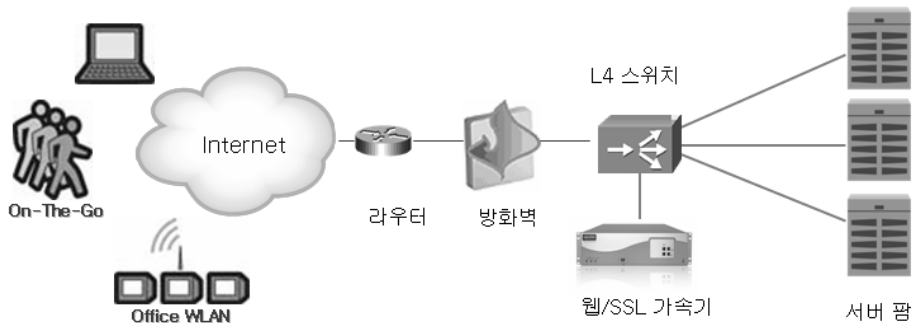 L4 스위치
Internet
On-The-Go
라우터
방화벽
Office WLAN
웹/SSL 가속기
서버 팜